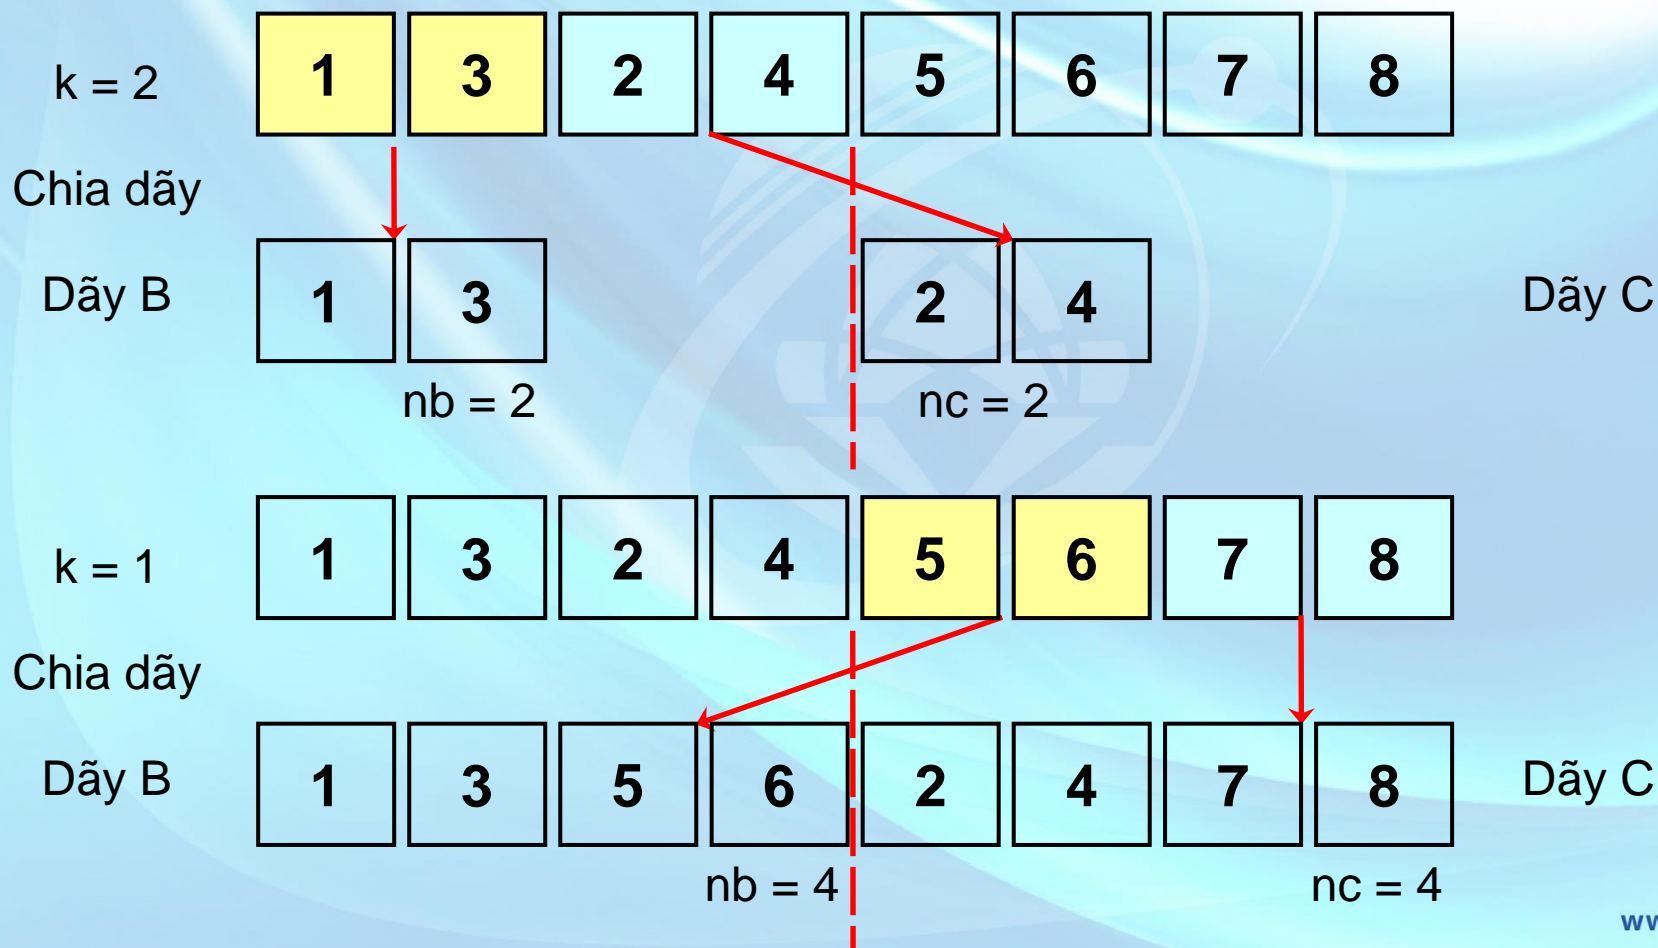 k = 2 1 3 2 4 5 6 7 8
Chia dãy
Dãy B 1 3 2 4 Dãy C
nb = 2 nc = 2
k = 1 1 3 2 4 5 6 7 8
Chia dãy
Dãy B 1 3 5 6 2 4 7 8 Dãy C
nb = 4 nc = 4